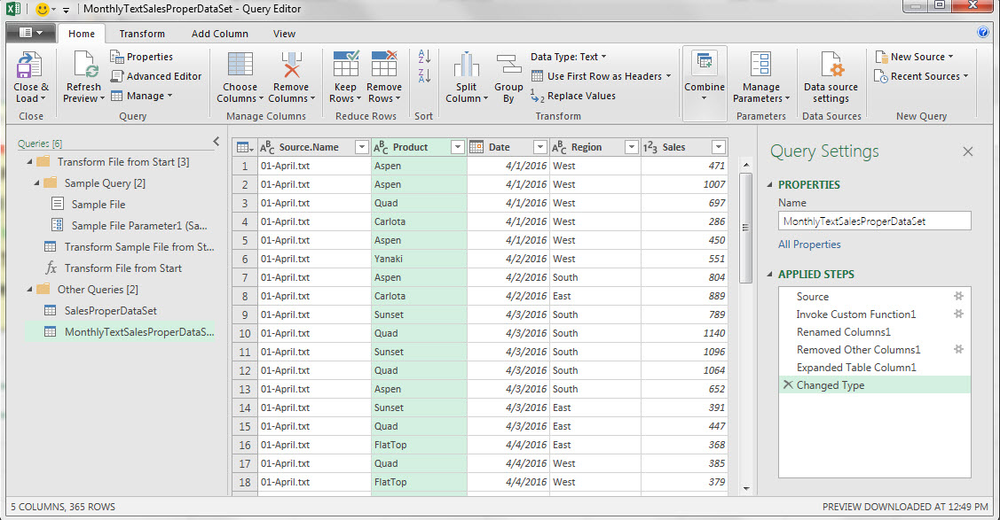 MonthlyTextSalesProperDataSet - Query Editor
Home Transform Add Column View
Close & Load
Refresh Preview
Properties
Advanced Editor
Manage
Choose Columns
Remove Columns
Keep Rows
Remove Rows
Split Column
Group By
Data Type: Text
Use First Row as Headers
Replace Values
Combine
Manage Parameters
Data source settings
New Source
Recent Sources
Close Query Manage Columns Reduce Rows Sort Transform Parameters Data Sources New Query
Queries [6]
Transform File from Start [3]
Sample Query [2]
Sample File
Sample File Parameter1 (Sa...
Transform Sample File from St...
fx Transform File from Start
Other Queries [2]
SalesProperDataSet
MonthlyTextSalesProperDataS...
ABC Source.Name ABC Product Date ABC Region 123 Sales
1 01-April.txt Aspen 4/1/2016 West 471
2 01-April.txt Aspen 4/1/2016 West 1007
3 01-April.txt Quad 4/1/2016 West 697
4 01-April.txt Carlota 4/1/2016 West 286
5 01-April.txt Aspen 4/1/2016 West 450
6 01-April.txt Yanaki 4/2/2016 West 551
7 01-April.txt Aspen 4/2/2016 South 804
8 01-April.txt Carlota 4/2/2016 East 889
9 01-April.txt Sunset 4/3/2016 South 789
10 01-April.txt Quad 4/3/2016 South 1140
11 01-April.txt Sunset 4/3/2016 South 1096
12 01-April.txt Quad 4/3/2016 South 1064
13 01-April.txt Aspen 4/3/2016 South 652
14 01-April.txt Sunset 4/3/2016 East 391
15 01-April.txt Quad 4/3/2016 East 447
16 01-April.txt FlatTop 4/4/2016 East 368
17 01-April.txt Quad 4/4/2016 West 385
18 01-April.txt FlatTop 4/4/2016 West 379
Query Settings
PROPERTIES
Name
MonthlyTextSalesProperDataSet
All Properties
APPLIED STEPS
Source
Invoke Custom Function1
Renamed Columns1
Removed Other Columns1
Expanded Table Column1
Changed Type
5 COLUMNS, 365 ROWS
PREVIEW DOWNLOADED AT 12:49 PM